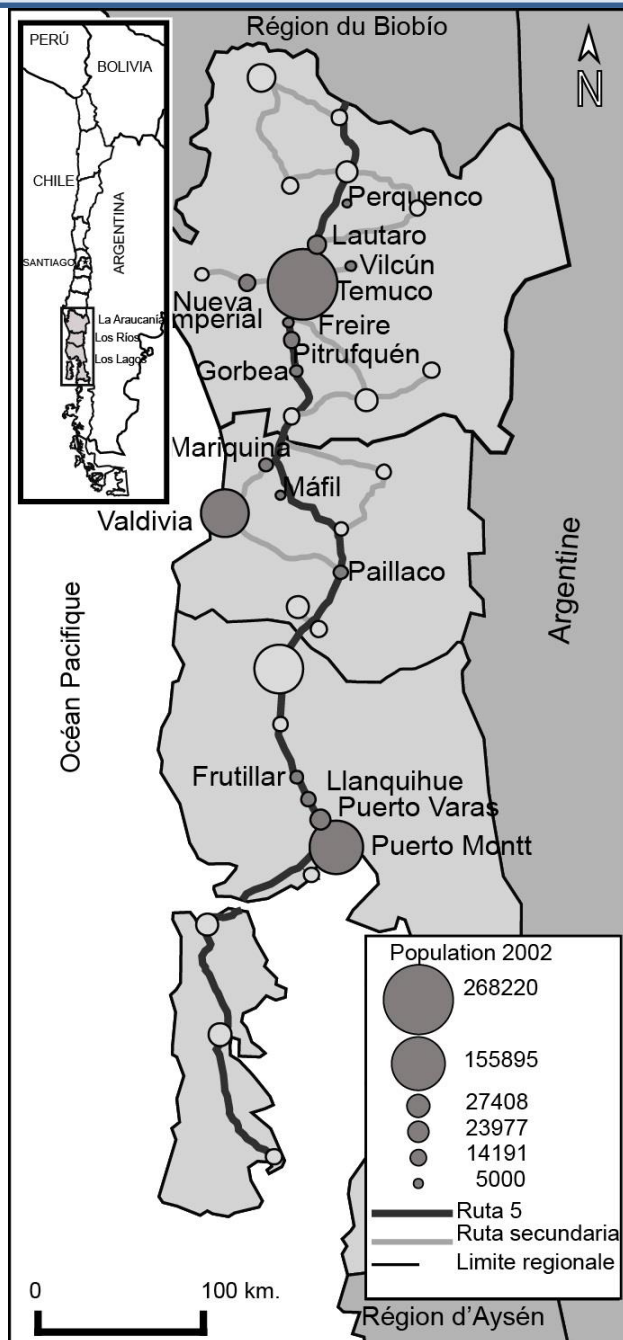 Région du Biobío
PERÚ
BOLIVIA
CHILE
ARGENTINA
SANTIAGO
La Araucanía
Los Ríos
Los Lagos
N
Perquenco
Lautaro
Vilcún
Temuco
Nueva
Imperial
Freire
Pitrufquén
Gorbea
Mariquina
Máfil
Valdivia
Paillaco
Océan Pacifique
Argentine
Frutillar
Llanquihue
Puerto Varas
Puerto Montt
Population 2002
268220
155895
27408
23977
14191
5000
Ruta 5
Ruta secundaria
Limite regionale
0 100 km.
Région d'Aysén